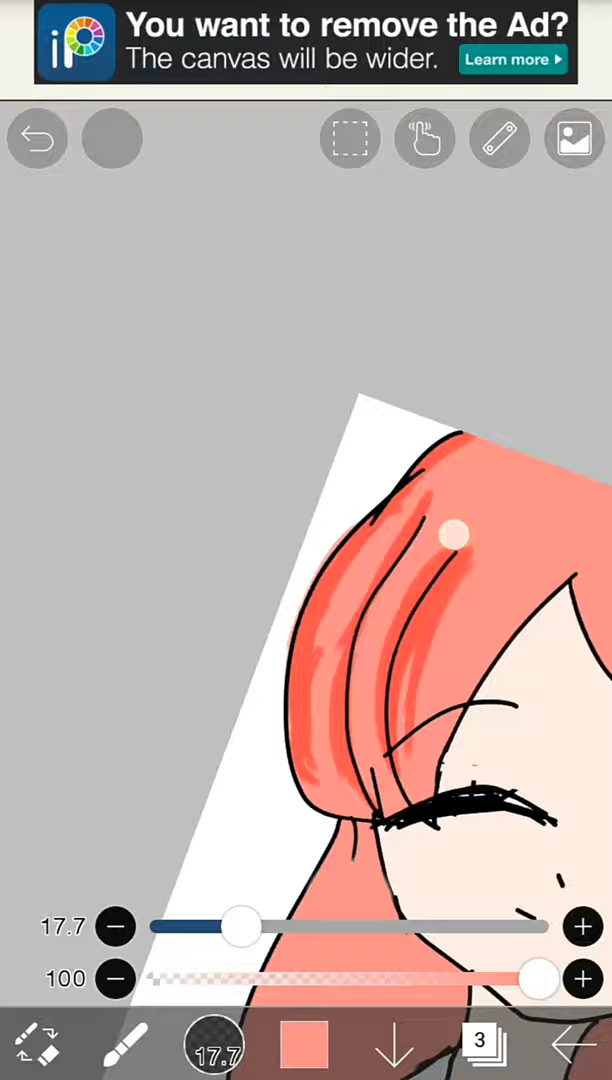 iP
You want to remove the Ad?
The canvas will be wider.
Learn more
17.7
100
17.7
3